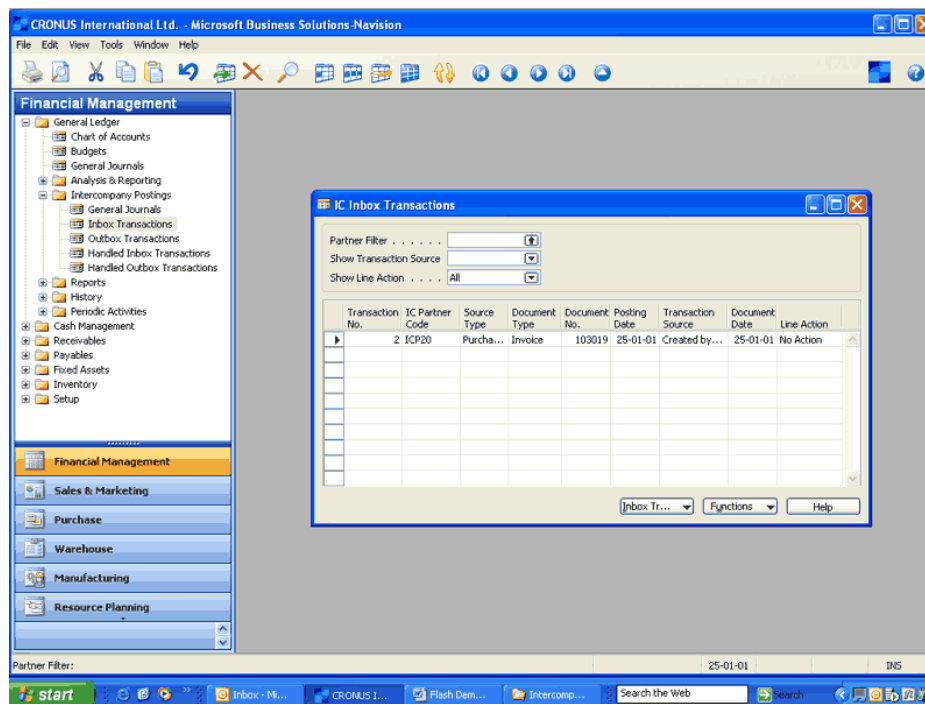 CRONUS International Ltd. - Microsoft Business Solutions-Navision
File Edit View Tools Window Help
Financial Management
General Ledger
Chart of Accounts
Budgets
General Journals
Analysis & Reporting
Intercompany Postings
General Journals
Inbox Transactions
Outbox Transactions
Handled Inbox Transactions
Handled Outbox Transactions
Reports
History
Periodic Activities
Cash Management
Receivables
Payables
Fixed Assets
Inventory
Setup
Financial Management
Sales & Marketing
Purchase
Warehouse
Manufacturing
Resource Planning
IC Inbox Transactions
Partner Filter . . . . . .
Show Transaction Source
Show Line Action . . . . All
Transaction No. IC Partner Code Source Type Document Type Document No. Posting Date Transaction Source Document Date Line Action
2 ICP20 Purcha... Invoice 103019 25-01-01 Created by... 25-01-01 No Action
Inbox Tr... Functions Help
Partner Filter: 25-01-01 INS
start Inbox - Mi... CRONUS I... Flash Dem... Intercomp... Search the Web Search